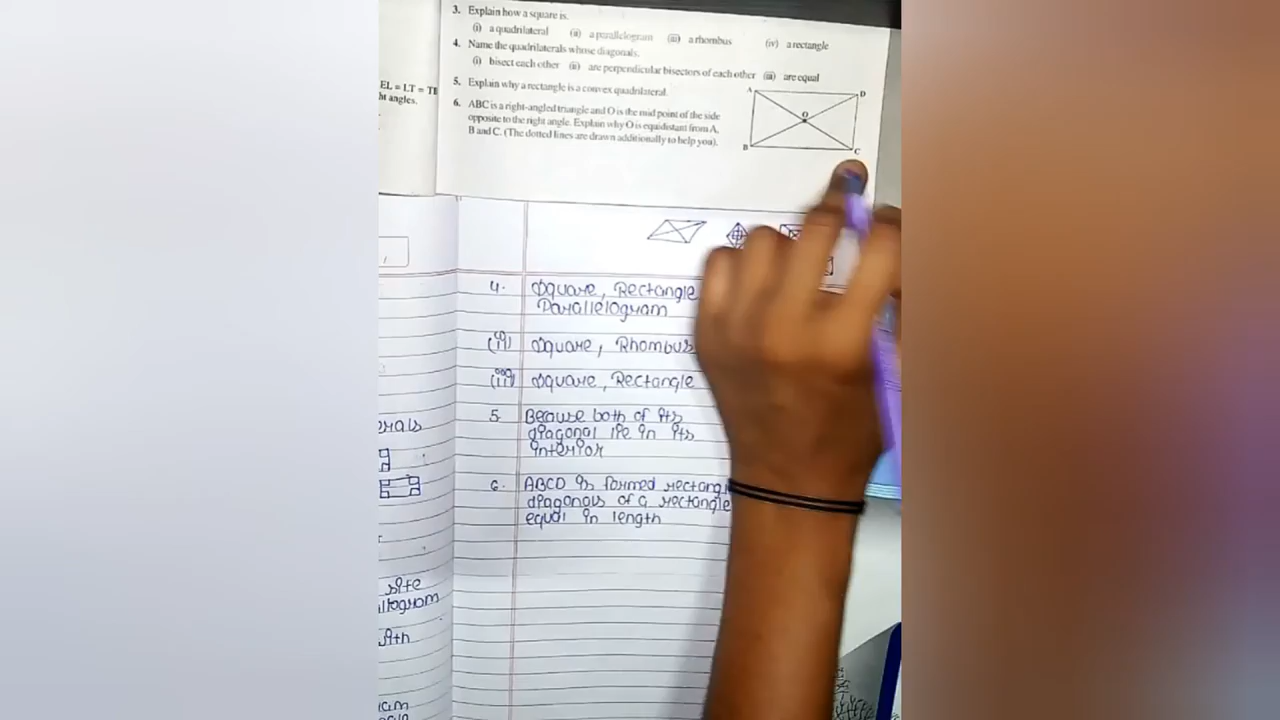 3. Explain how a square is.
(i) a quadrilateral (ii) a parallelogram (iii) a rhombus (iv) a rectangle
4. Name the quadrilaterals whose diagonals.
(i) bisect each other (ii) are perpendicular bisectors of each other (iii) are equal
5. Explain why a rectangle is a convex quadrilateral.
6. ABC is a right-angled triangle and O is the mid point of the side
opposite to the right angle. Explain why O is equidistant from A,
B and C. (The dotted lines are drawn additionally to help you).
A D
O
B C
EL = LT = TE
ht angles.
4. Square, Rectangle
Parallelogram
(ii) Square, Rhombus
(iii) Square, Rectangle
5 Because both of its
diagonal lie in its
interior
6. ABCD is formed rectang
diagonals of a rectangle
equal in length
erals
site
with